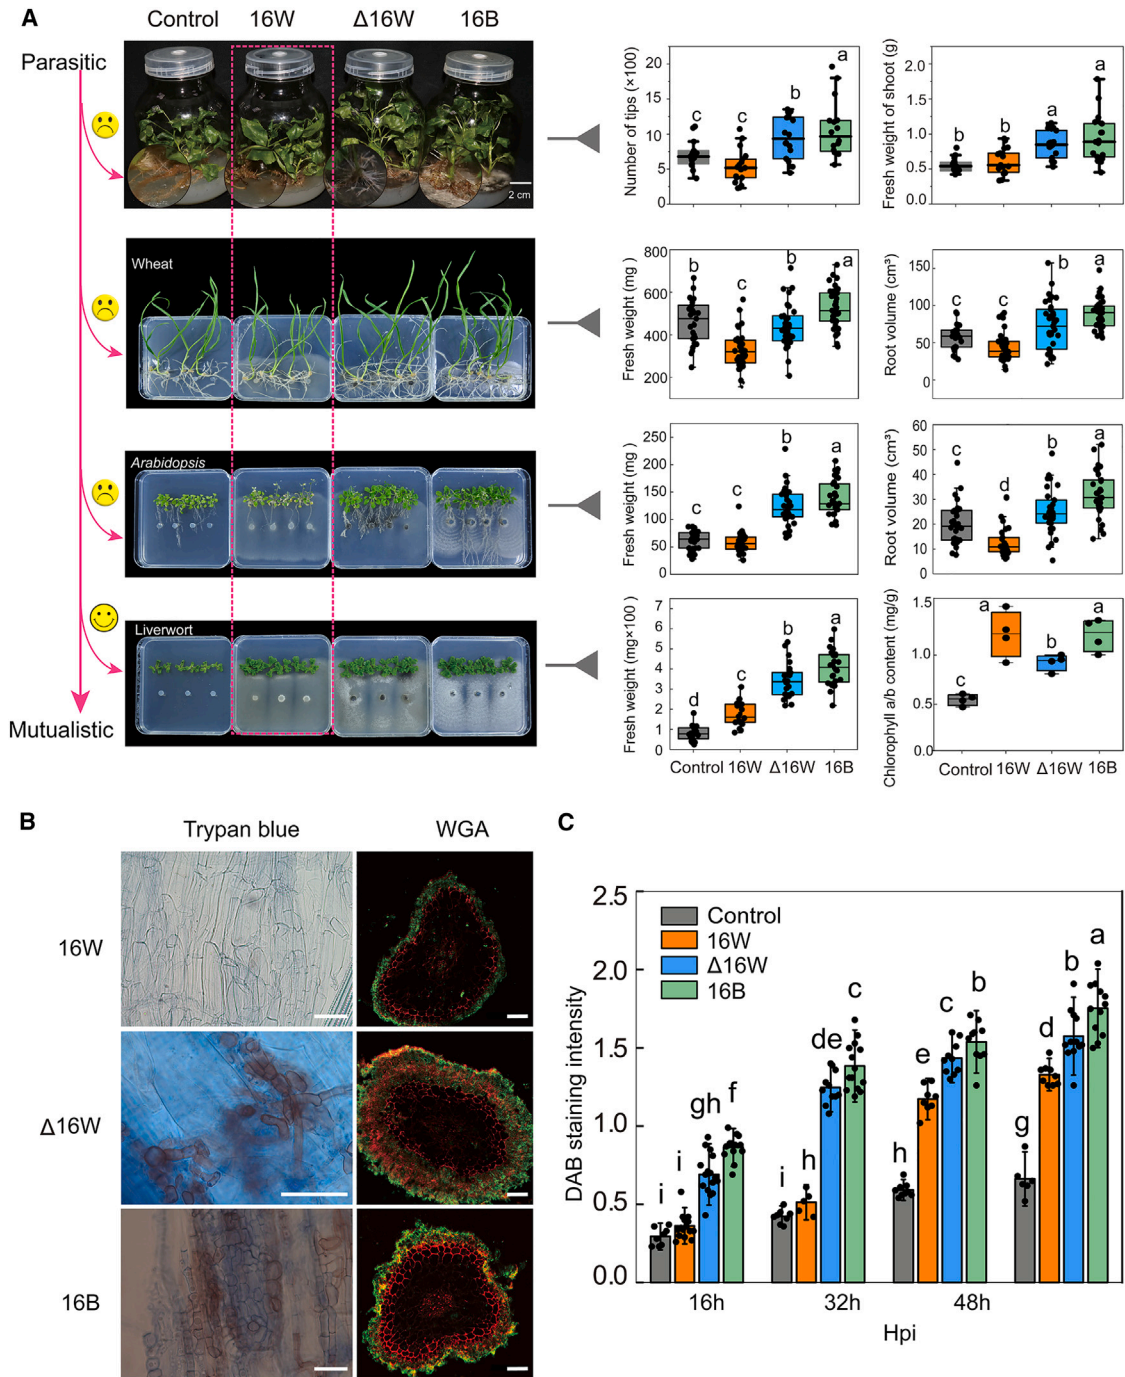 A
Control 16W Δ16W 16B
Parasitic
2 cm
Wheat
Arabidopsis
Liverwort
Mutualistic
Number of tips (×100)
20
15
10
5
0
c
c
b
a
Fresh weight of shoot (g)
2.0
1.5
1.0
0.5
0.0
b
b
a
a
Fresh weight (mg )
800
600
400
200
b
c
b
a
Root volume (cm³)
150
100
50
0
c
c
b
a
Fresh weight (mg )
250
200
150
100
50
0
c
c
b
a
Root volume (cm³)
60
50
40
30
20
10
0
c
d
b
a
Fresh weight (mg×100 )
7
6
5
4
3
2
1
0
d
c
b
a
Control 16W Δ16W 16B
Chlorophyll a/b content (mg/g)
1.5
1.0
0.5
0.0
c
a
b
a
Control 16W Δ16W 16B
B
Trypan blue WGA
16W
Δ16W
16B
C
DAB staining intensity
2.5
2.0
1.5
1.0
0.5
0.0
Control
16W
Δ16W
16B
i
i
gh
f
i
h
de
c
h
e
c
b
g
d
b
a
16h 32h 48h
Hpi